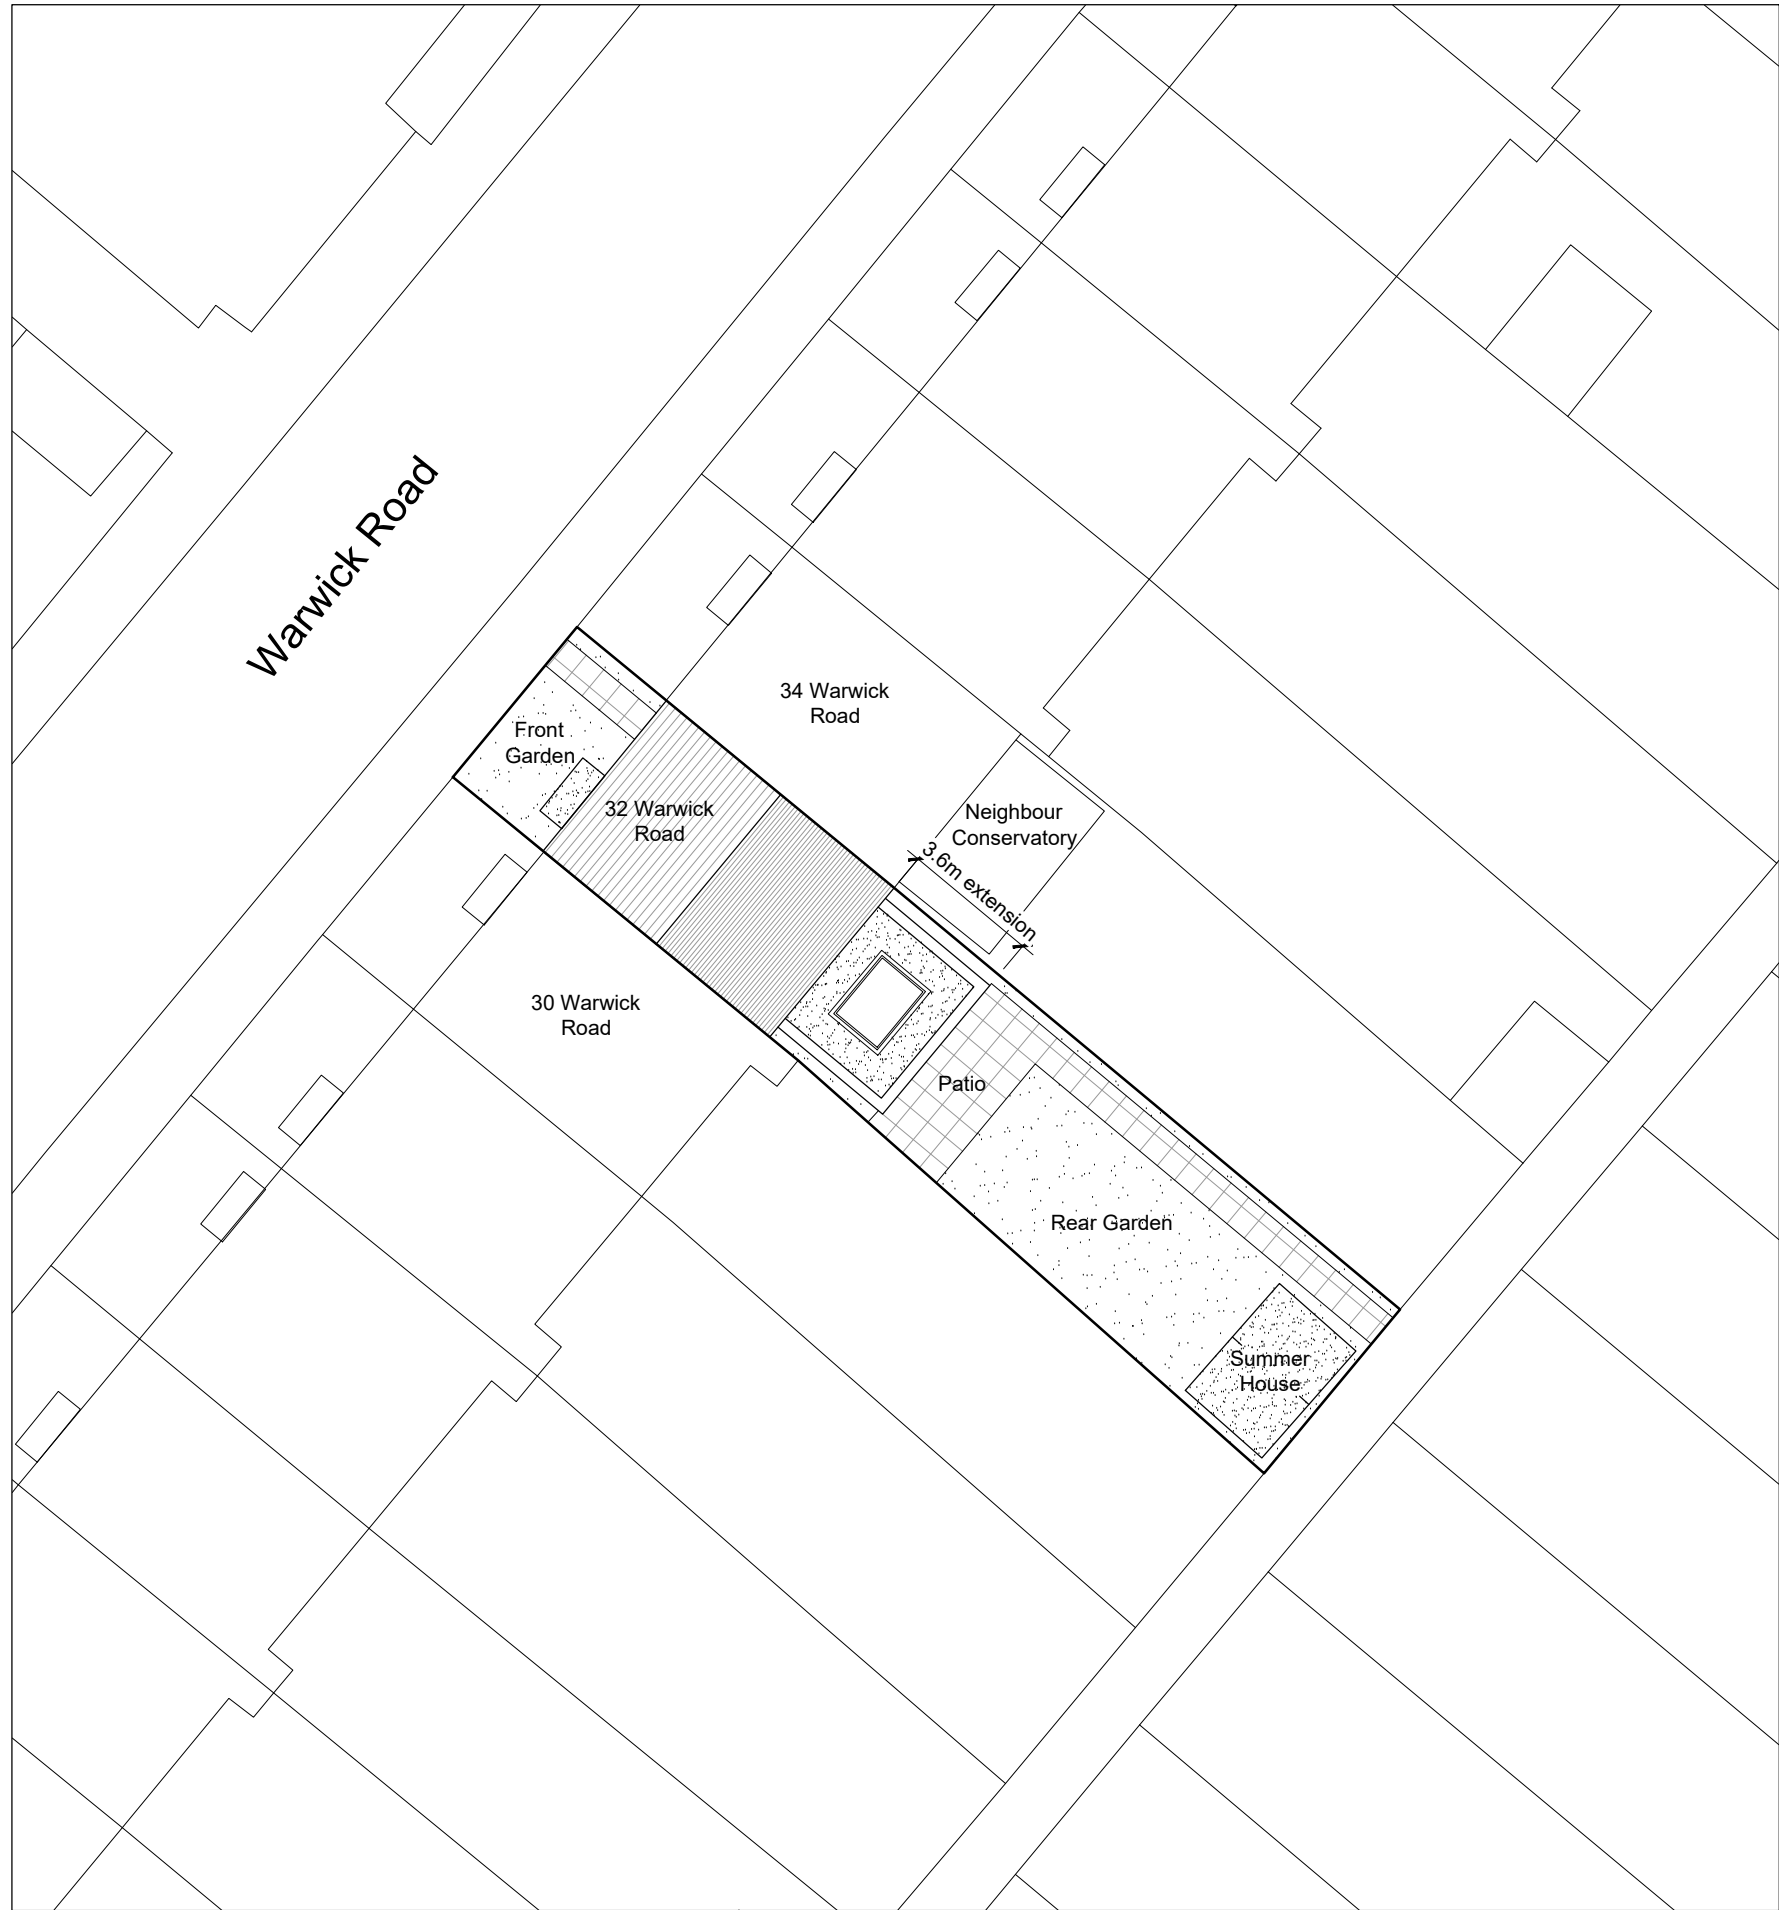 Warwick Road
34 Warwick
Road
Front
Garden
32 Warwick
Road
Neighbour
Conservatory
3.6m extension
30 Warwick
Road
Patio
Rear Garden
Summer
House